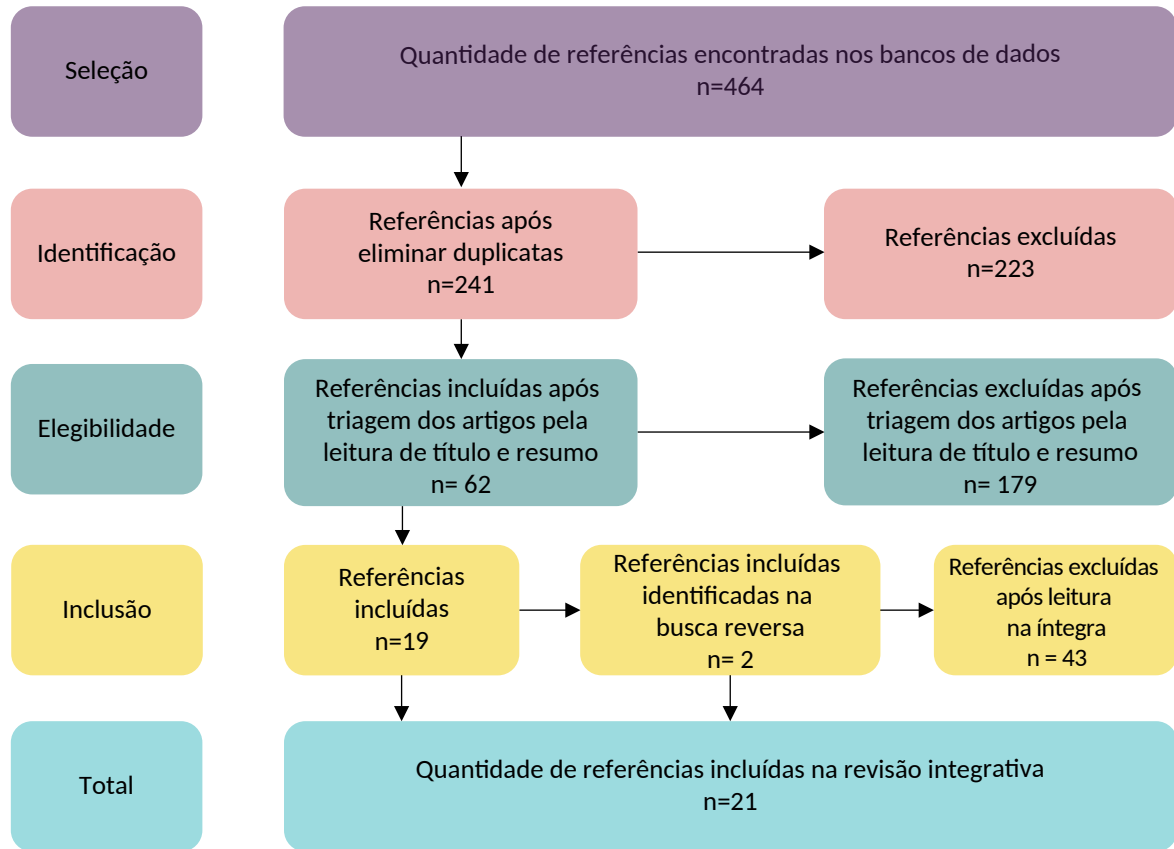 Seleção
Quantidade de referências encontradas nos bancos de dados
n=464
Identificação
Referências após
eliminar duplicatas
n=241
Referências excluídas
n=223
Elegibilidade
Referências incluídas após
triagem dos artigos pela
leitura de título e resumo
n= 62
Referências excluídas após
triagem dos artigos pela
leitura de título e resumo
n= 179
Inclusão
Referências
incluídas
n=19
Referências incluídas
identificadas na
busca reversa
n= 2
Referências excluídas
após leitura
na íntegra
n = 43
Total
Quantidade de referências incluídas na revisão integrativa
n=21